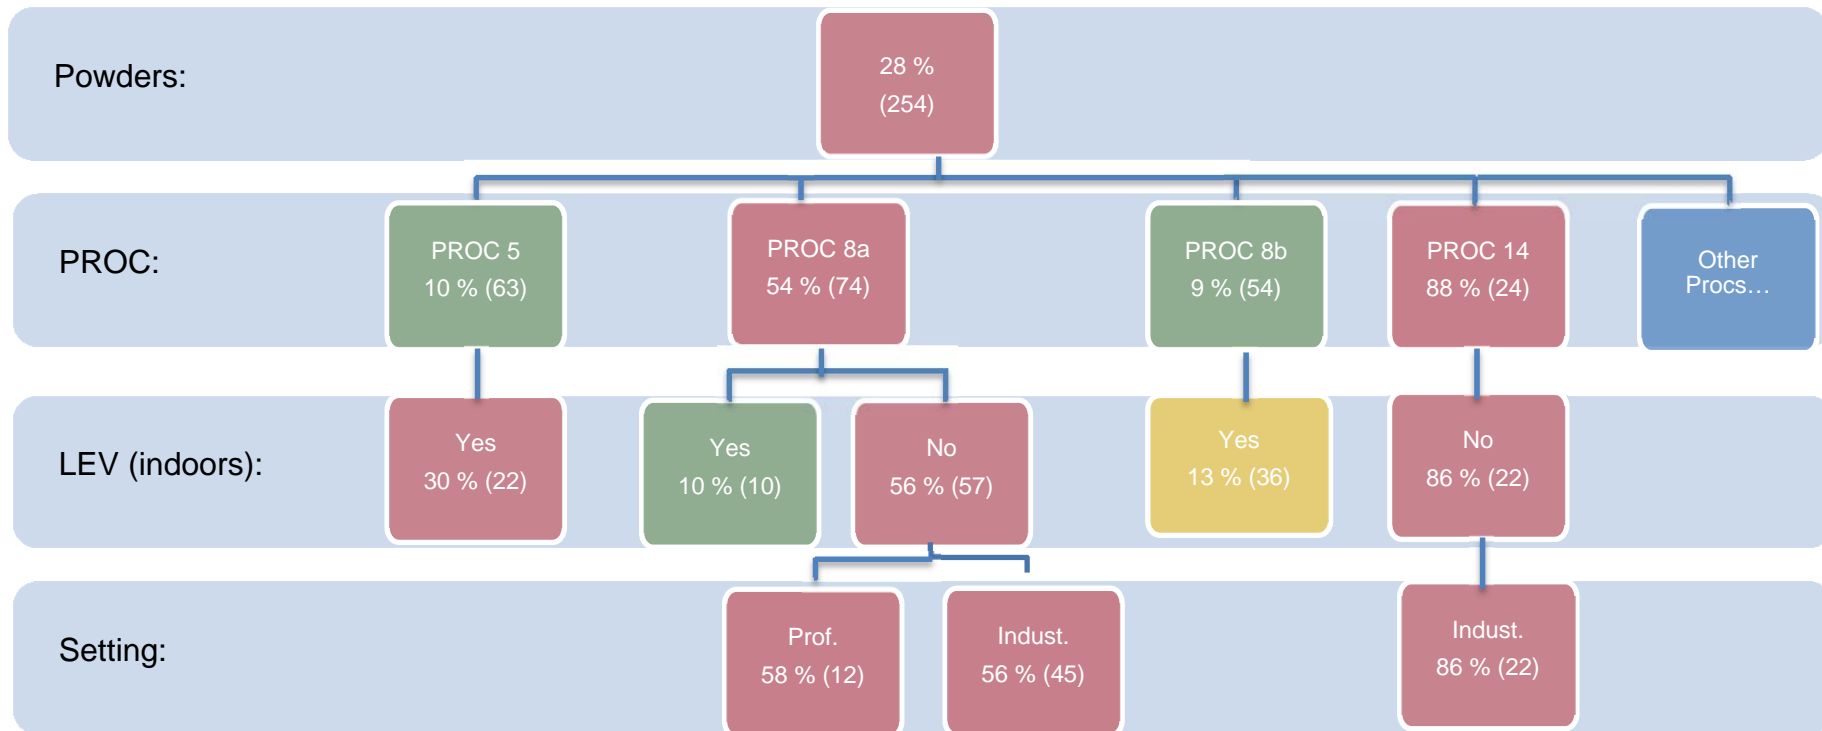 Powders:
28 %
(254)
PROC:
PROC 5
10 % (63)
PROC 8a
54 % (74)
PROC 8b
9 % (54)
PROC 14
88 % (24)
Other
Procs…
LEV (indoors):
Yes
30 % (22)
Yes
10 % (10)
No
56 % (57)
Yes
13 % (36)
No
86 % (22)
Setting:
Prof.
58 % (12)
Indust.
56 % (45)
Indust.
86 % (22)